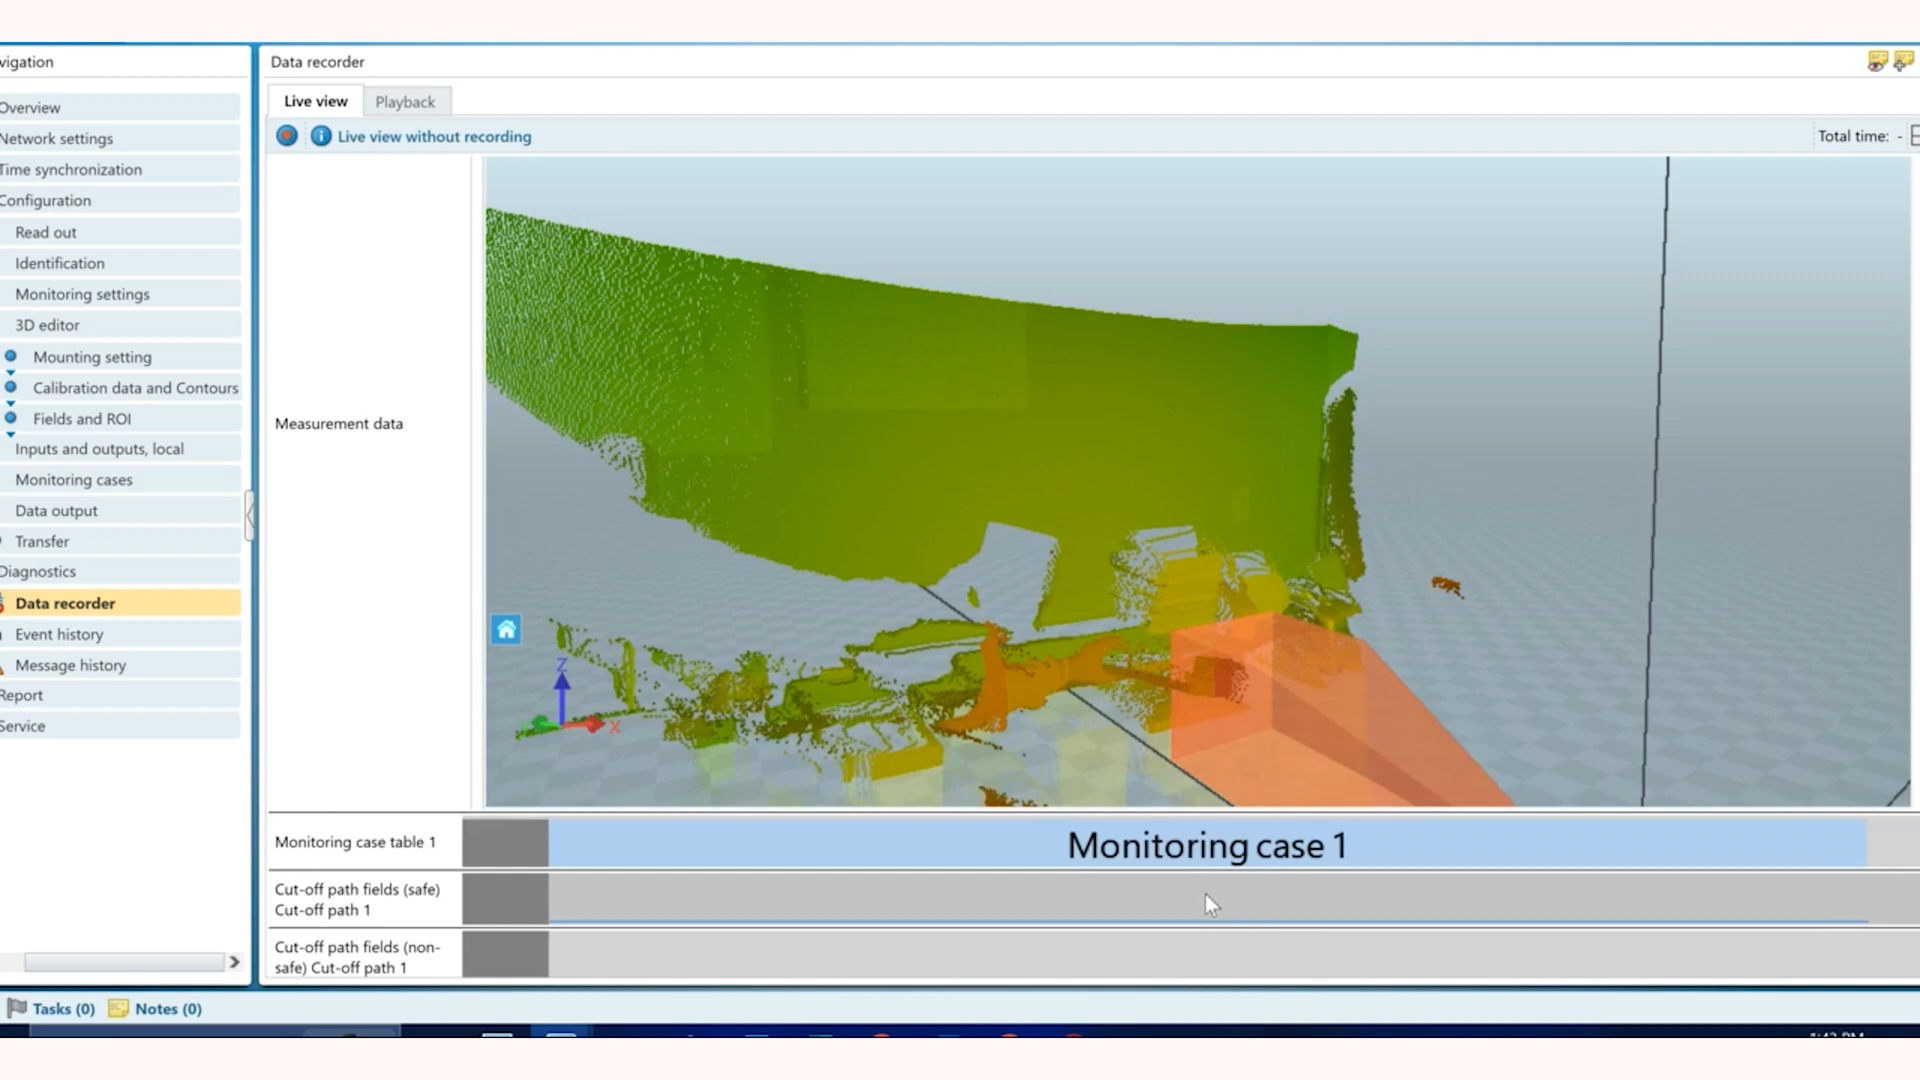 vigation
Overview
Network settings
Time synchronization
Configuration
Read out
Identification
Monitoring settings
3D editor
Mounting setting
Calibration data and Contours
Fields and ROI
Inputs and outputs, local
Monitoring cases
Data output
Transfer
Diagnostics
Data recorder
Event history
Message history
Report
Service
Data recorder
Live view
Playback
Live view without recording
Total time: -
Measurement data
Z
X
Monitoring case table 1
Monitoring case 1
Cut-off path fields (safe)
Cut-off path 1
Cut-off path fields (non-
safe) Cut-off path 1
Tasks (0)
Notes (0)